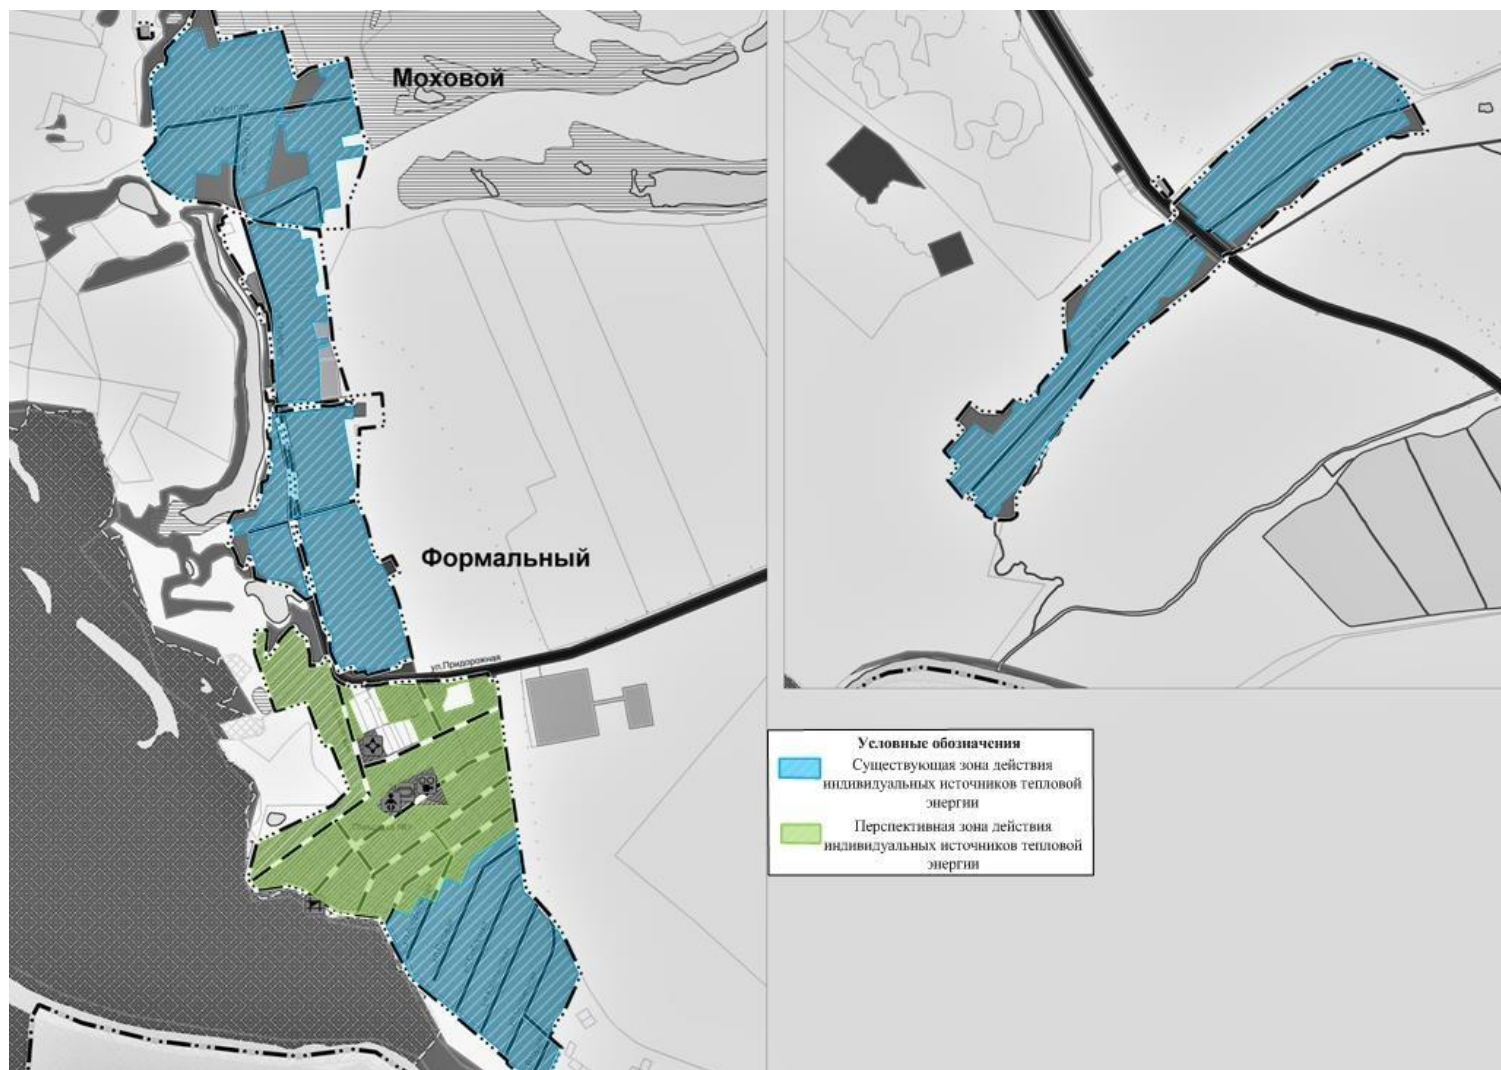 Моховой
Формальный
ул.Придорожная
Условные обозначения
Существующая зона действия
индивидуальных источников тепловой
энергии
Перспективная зона действия
индивидуальных источников тепловой
энергии